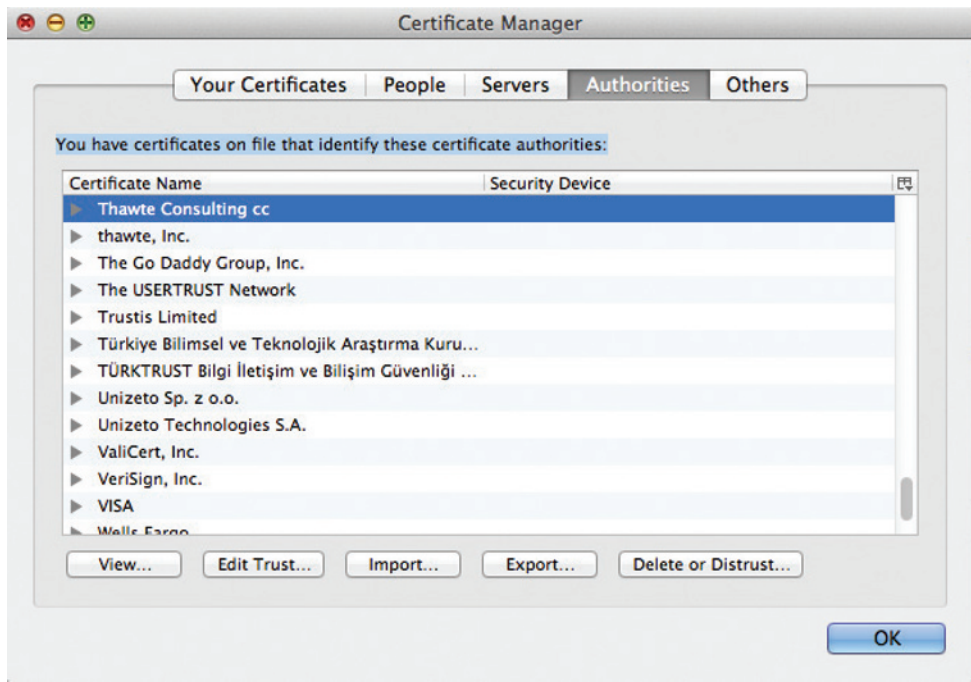 Certificate Manager
Your Certificates People Servers Authorities Others
You have certificates on file that identify these certificate authorities:
Certificate Name Security Device
Thawte Consulting cc
thawte, Inc.
The Go Daddy Group, Inc.
The USERTRUST Network
Trustis Limited
Türkiye Bilimsel ve Teknolojik Araştırma Kuru...
TÜRKTRUST Bilgi İletişim ve Bilişim Güvenliği ...
Unizeto Sp. z o.o.
Unizeto Technologies S.A.
ValiCert, Inc.
VeriSign, Inc.
VISA
Wells Fargo
View... Edit Trust... Import... Export... Delete or Distrust...
OK